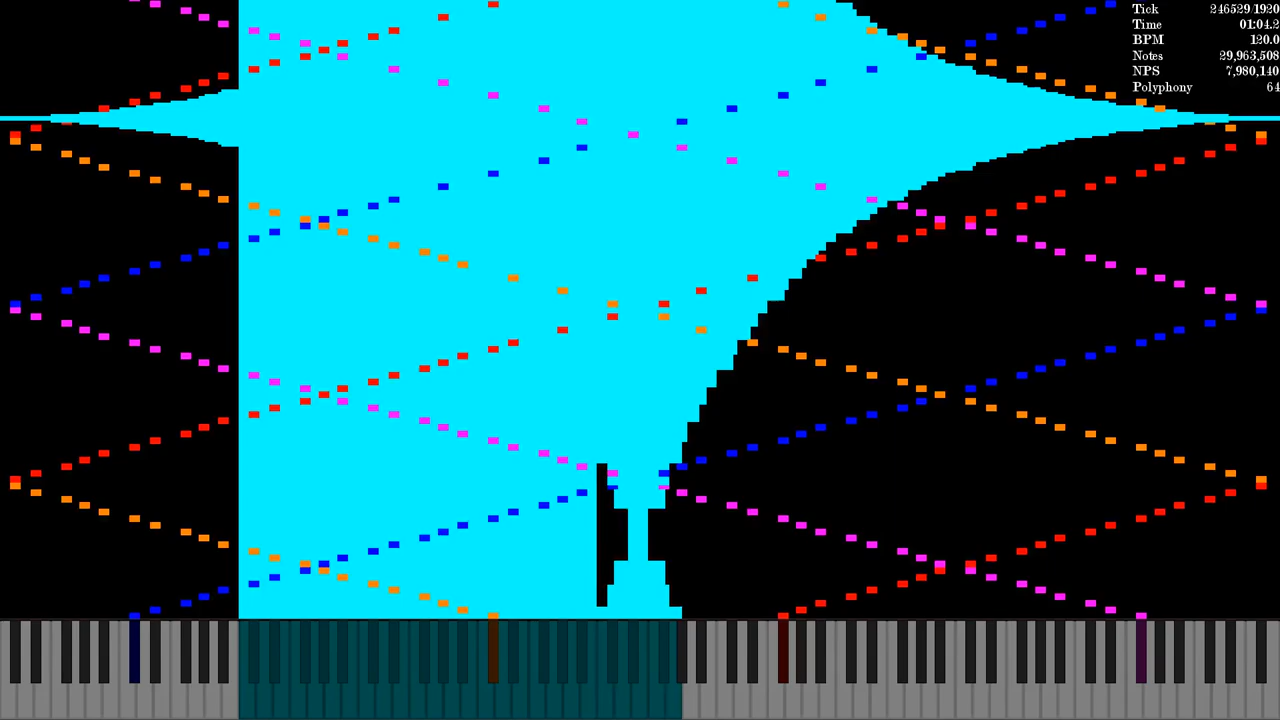 Tick 246529/1920
Time 01:04.2
BPM 120.0
Notes 29,963,508
NPS 7,980,140
Polyphony 64